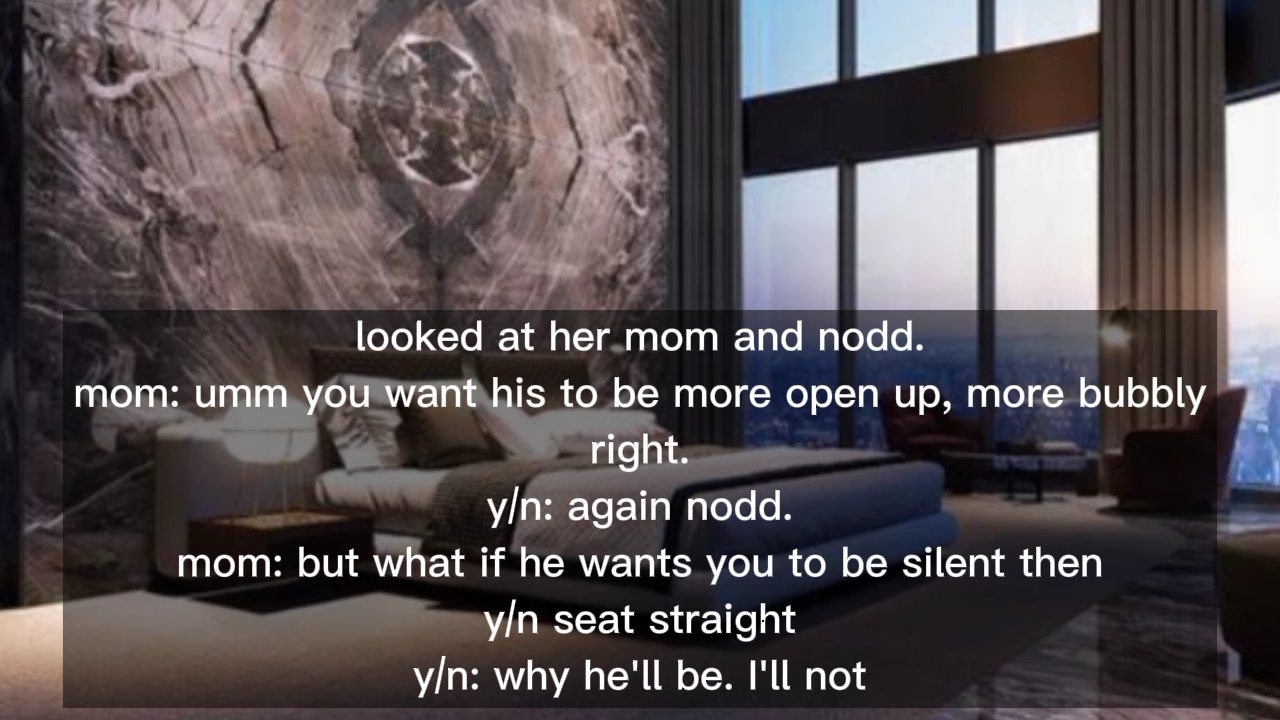 looked at her mom and nodd.
mom: umm you want his to be more open up, more bubbly
right.
y/n: again nodd.
mom: but what if he wants you to be silent then
y/n seat straight
y/n: why he'll be. I'll not